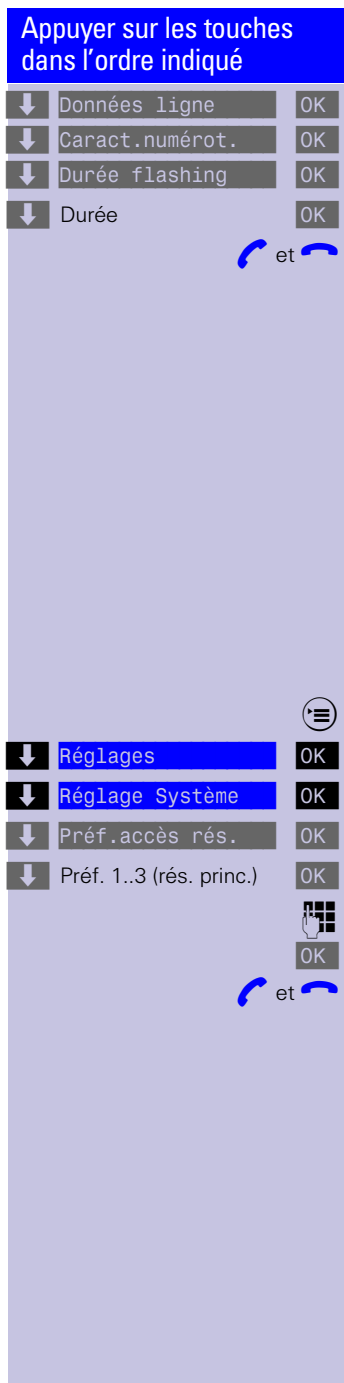 Appuyer sur les touches
dans l’ordre indiqué
Données ligne OK
Caract.numérot. OK
Durée flashing OK
Durée OK
et
Réglages OK
Réglage Système OK
Préf.accès rés. OK
Préf. 1..3 (rés. princ.) OK
OK
et